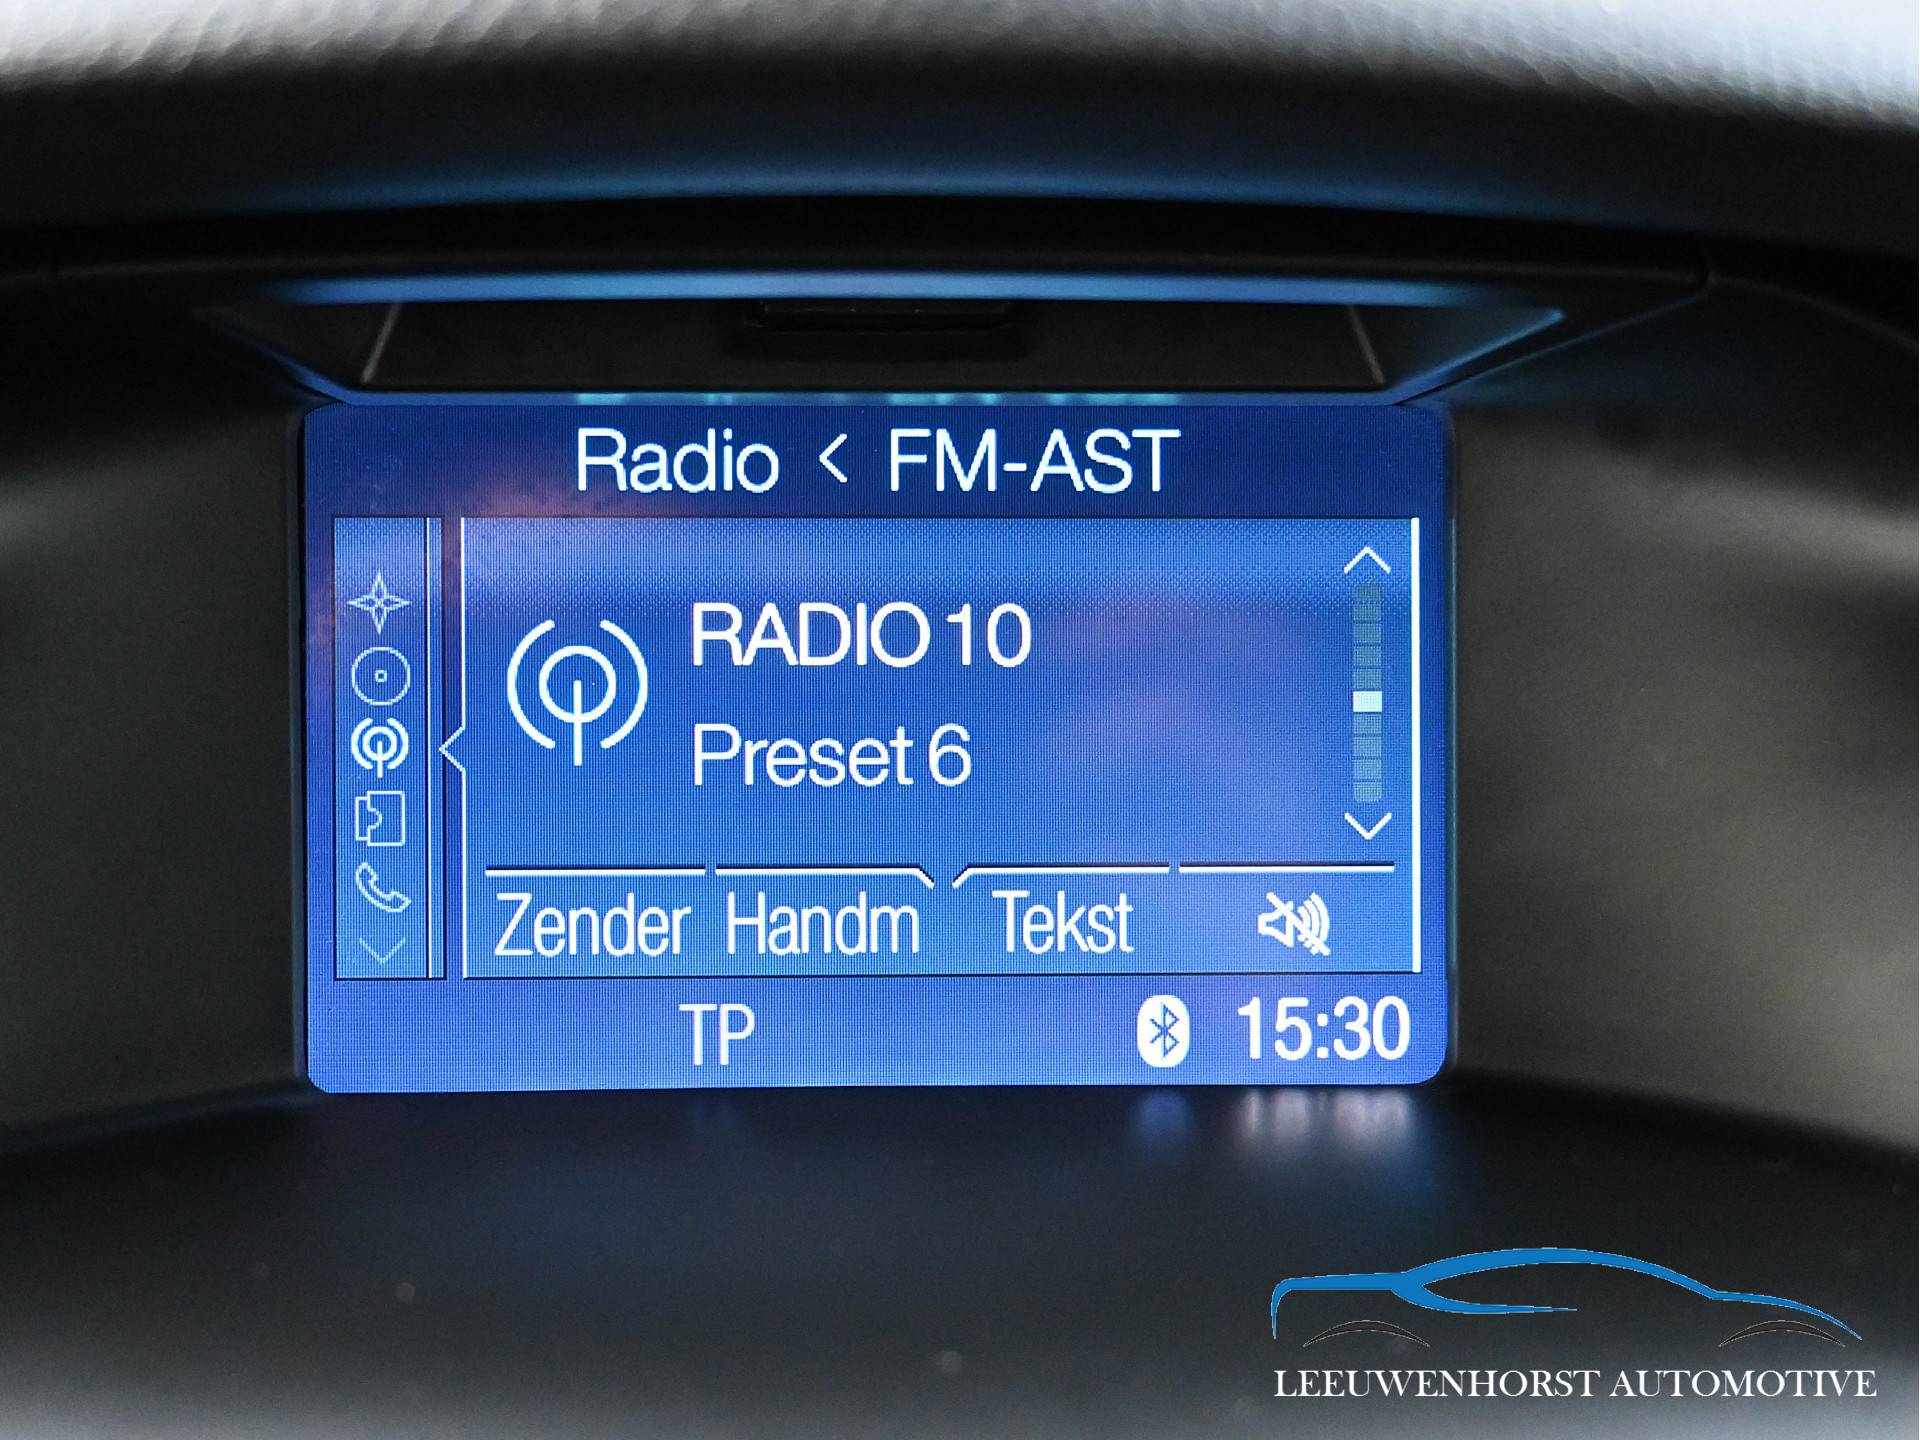 Radio < FM-AST
RADIO 10
Preset 6
Zender Handm Tekst
TP 15:30
LEEUWENHORST AUTOMOTIVE